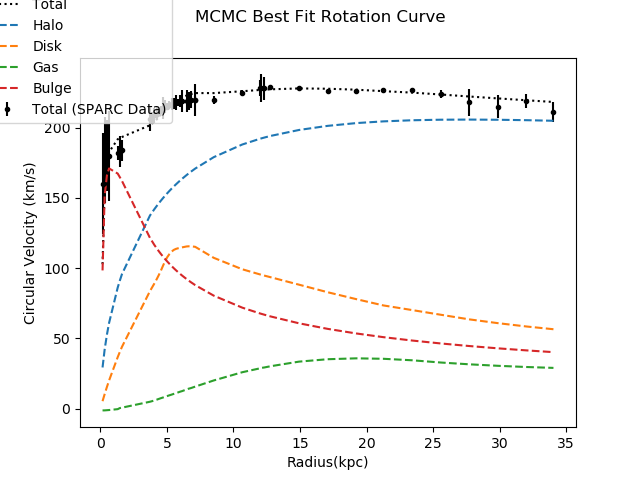 MCMC Best Fit Rotation Curve
Total
Halo
Disk
Gas
Bulge
Total (SPARC Data)
Circular Velocity (km/s)
200
150
100
50
0
0 5 10 15 20 25 30 35
Radius(kpc)